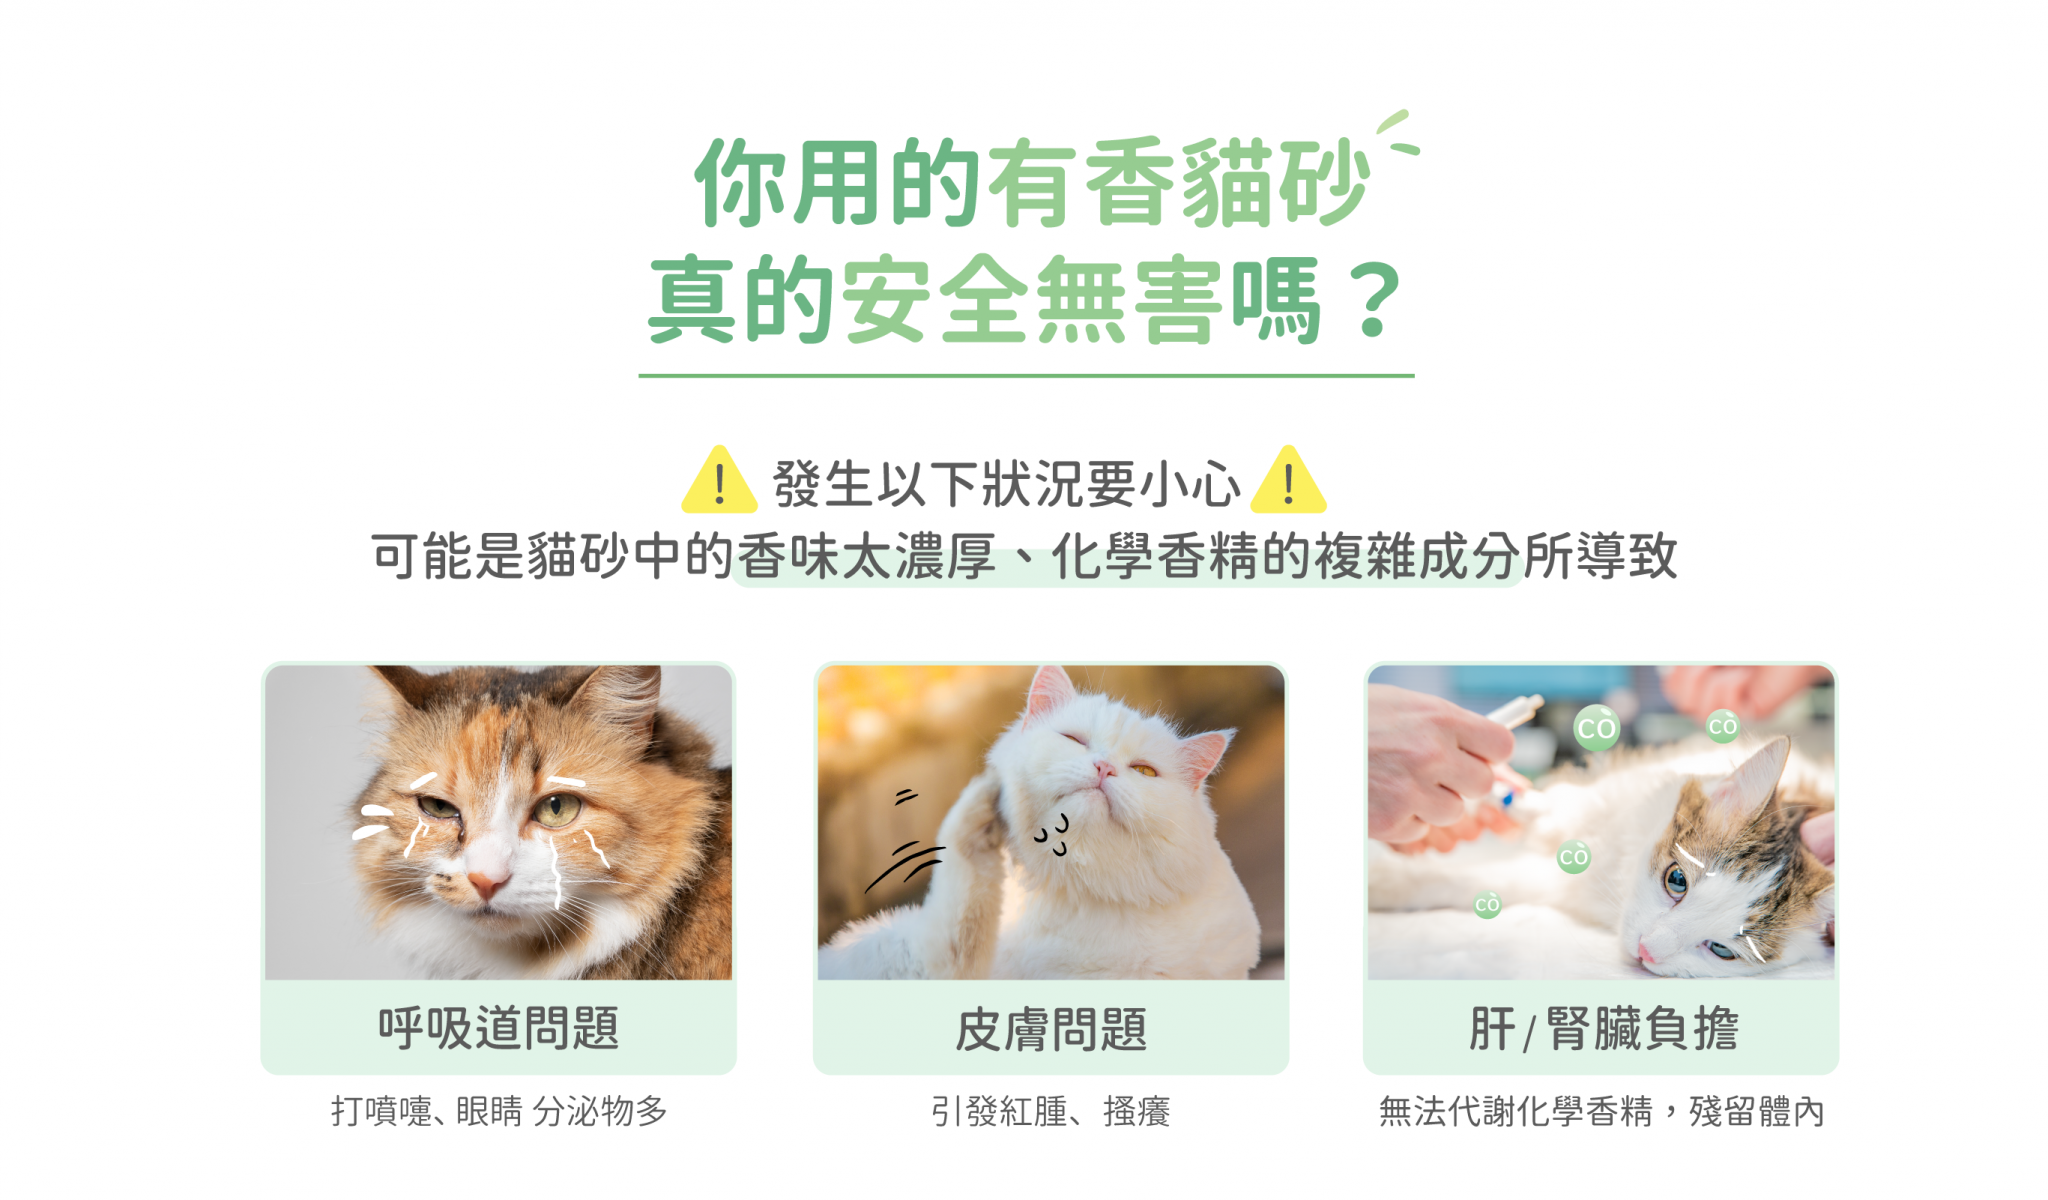 你用的有香貓砂
真的安全無害嗎？
! 發生以下狀況要小心 !
可能是貓砂中的香味太濃厚、化學香精的複雜成分所導致
cò
cò
cò
cò
呼吸道問題
皮膚問題
肝/腎臟負擔
打噴嚏、眼睛 分泌物多
引發紅腫、搔癢
無法代謝化學香精，殘留體內